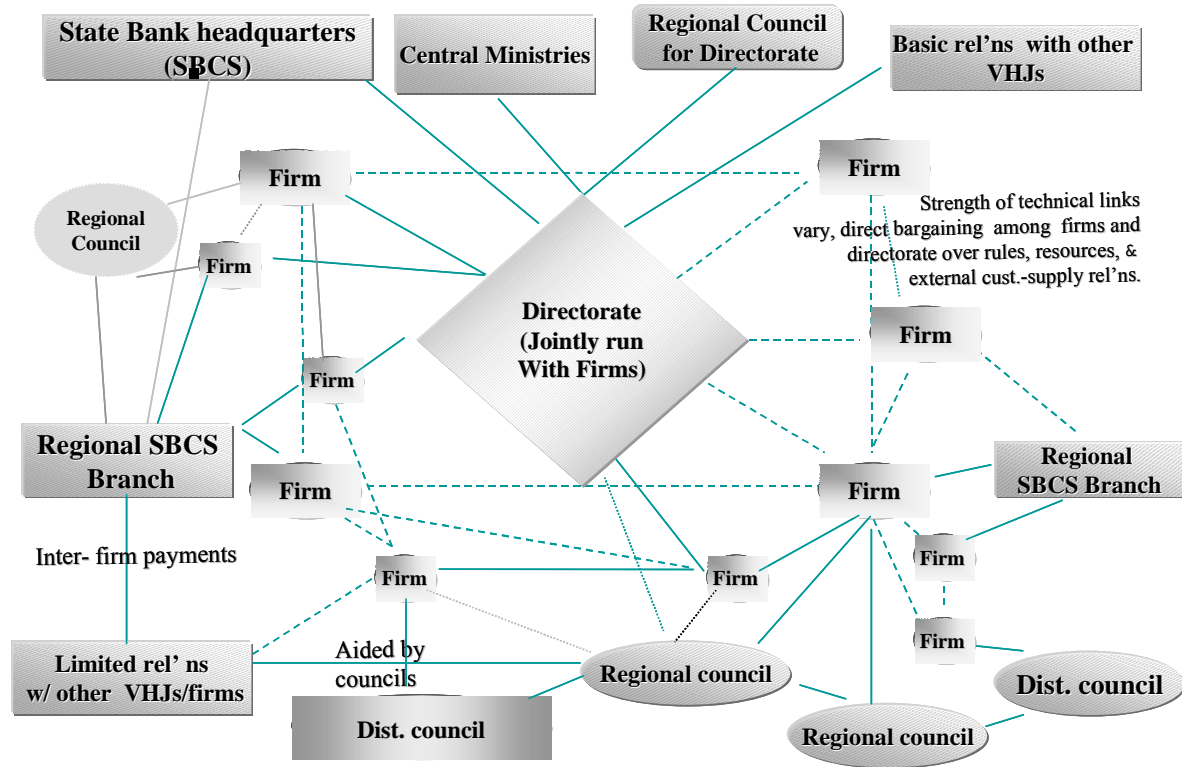 State Bank headquarters
(SBCS)
Central Ministries
Regional Council
for Directorate
Basic rel'ns with other
VHJs
Firm
Firm
Strength of technical links
vary, direct bargaining among firms and
directorate over rules, resources, &
external cust.-supply rel'ns.
Regional
Council
Firm
Directorate
(Jointly run
With Firms)
Firm
Firm
Regional SBCS
Branch
Firm
Firm
Regional
SBCS Branch
Inter- firm payments
Firm
Firm
Firm
Firm
Limited rel' ns
w/ other VHJs/firms
Aided by
councils
Regional council
Dist. council
Dist. council
Regional council